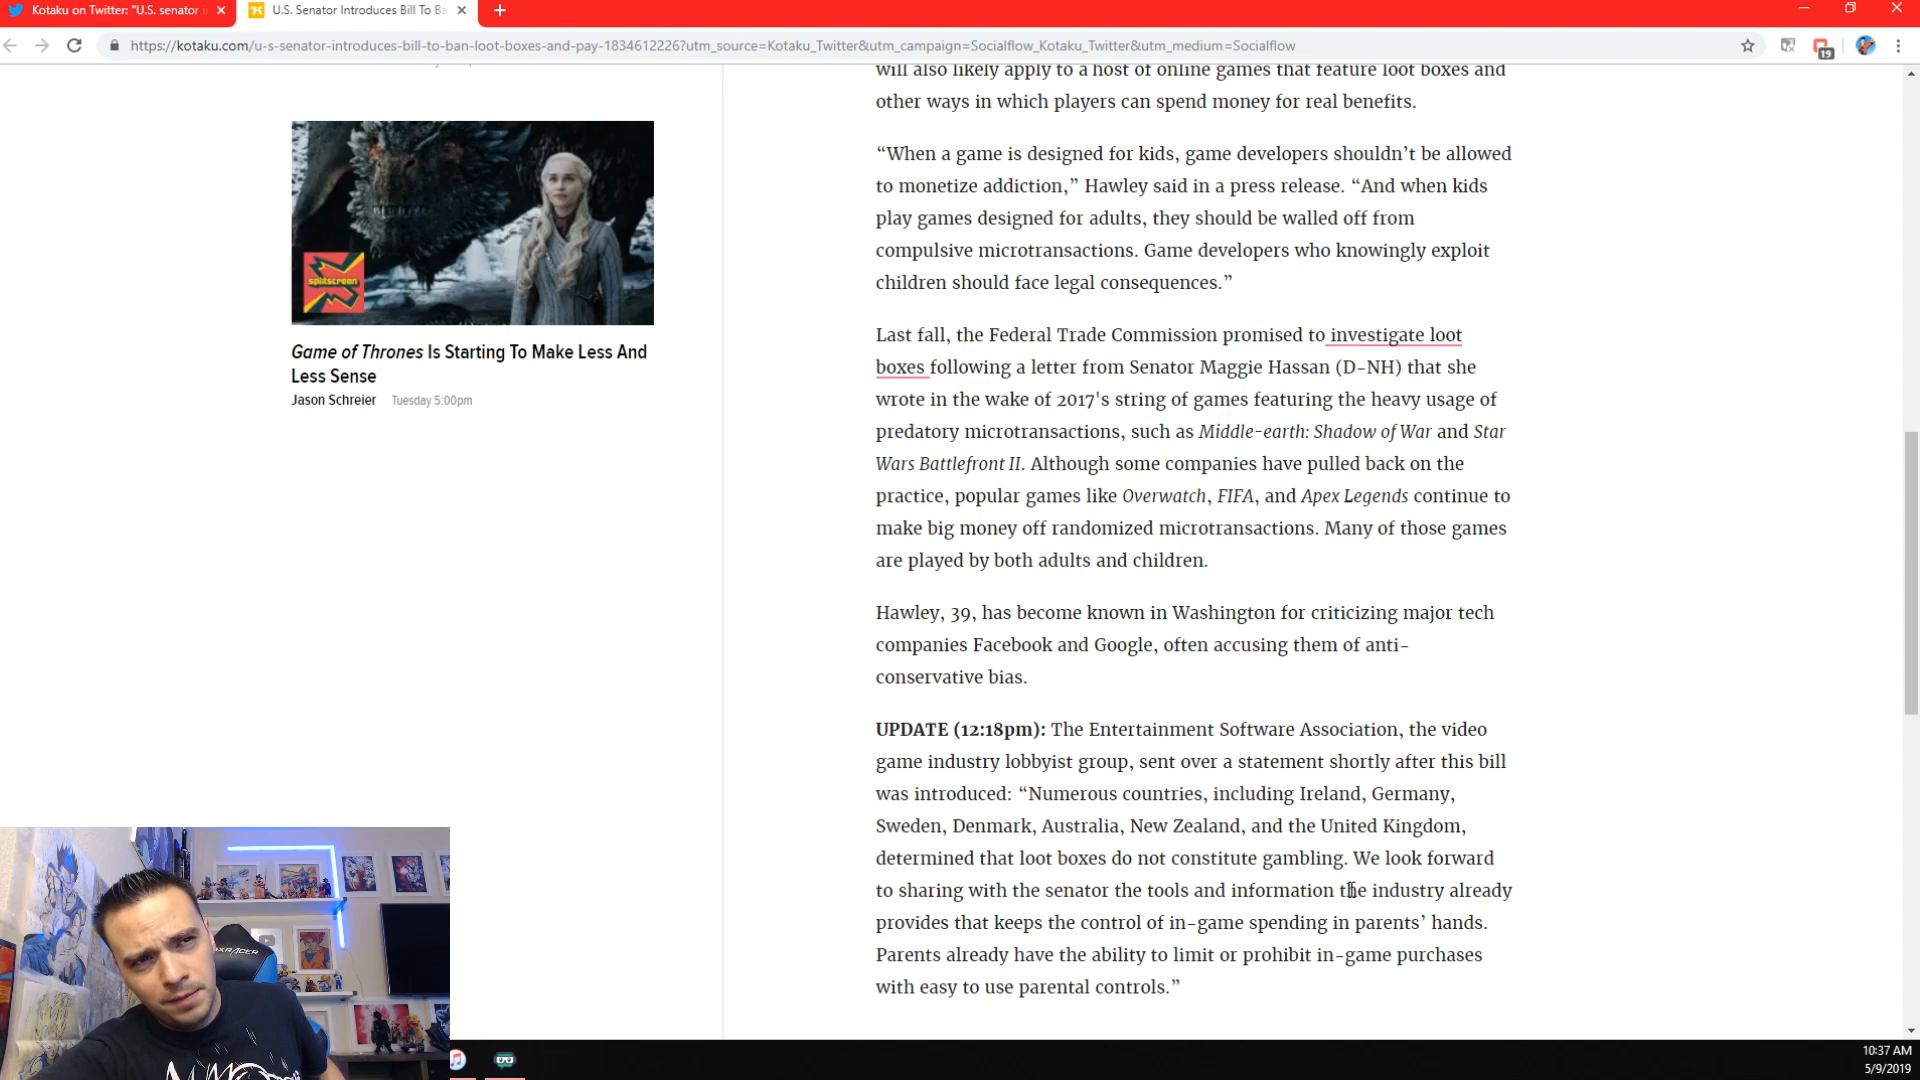 Kotaku on Twitter: "U.S. senator i
U.S. Senator Introduces Bill To Ba
https://kotaku.com/u-s-senator-introduces-bill-to-ban-loot-boxes-and-pay-1834612226?utm_source=Kotaku_Twitter&utm_campaign=Socialflow_Kotaku_Twitter&utm_medium=Socialflow
19
will also likely apply to a host of online games that feature loot boxes and
other ways in which players can spend money for real benefits.
“When a game is designed for kids, game developers shouldn’t be allowed
to monetize addiction,” Hawley said in a press release. “And when kids
play games designed for adults, they should be walled off from
compulsive microtransactions. Game developers who knowingly exploit
children should face legal consequences.”
splitscreen
Game of Thrones Is Starting To Make Less And
Less Sense
Jason Schreier Tuesday 5:00pm
Last fall, the Federal Trade Commission promised to investigate loot
boxes following a letter from Senator Maggie Hassan (D-NH) that she
wrote in the wake of 2017's string of games featuring the heavy usage of
predatory microtransactions, such as Middle-earth: Shadow of War and Star
Wars Battlefront II. Although some companies have pulled back on the
practice, popular games like Overwatch, FIFA, and Apex Legends continue to
make big money off randomized microtransactions. Many of those games
are played by both adults and children.
Hawley, 39, has become known in Washington for criticizing major tech
companies Facebook and Google, often accusing them of anti-
conservative bias.
UPDATE (12:18pm): The Entertainment Software Association, the video
game industry lobbyist group, sent over a statement shortly after this bill
was introduced: “Numerous countries, including Ireland, Germany,
Sweden, Denmark, Australia, New Zealand, and the United Kingdom,
determined that loot boxes do not constitute gambling. We look forward
to sharing with the senator the tools and information the industry already
provides that keeps the control of in-game spending in parents’ hands.
Parents already have the ability to limit or prohibit in-game purchases
with easy to use parental controls.”
10:37 AM
5/9/2019